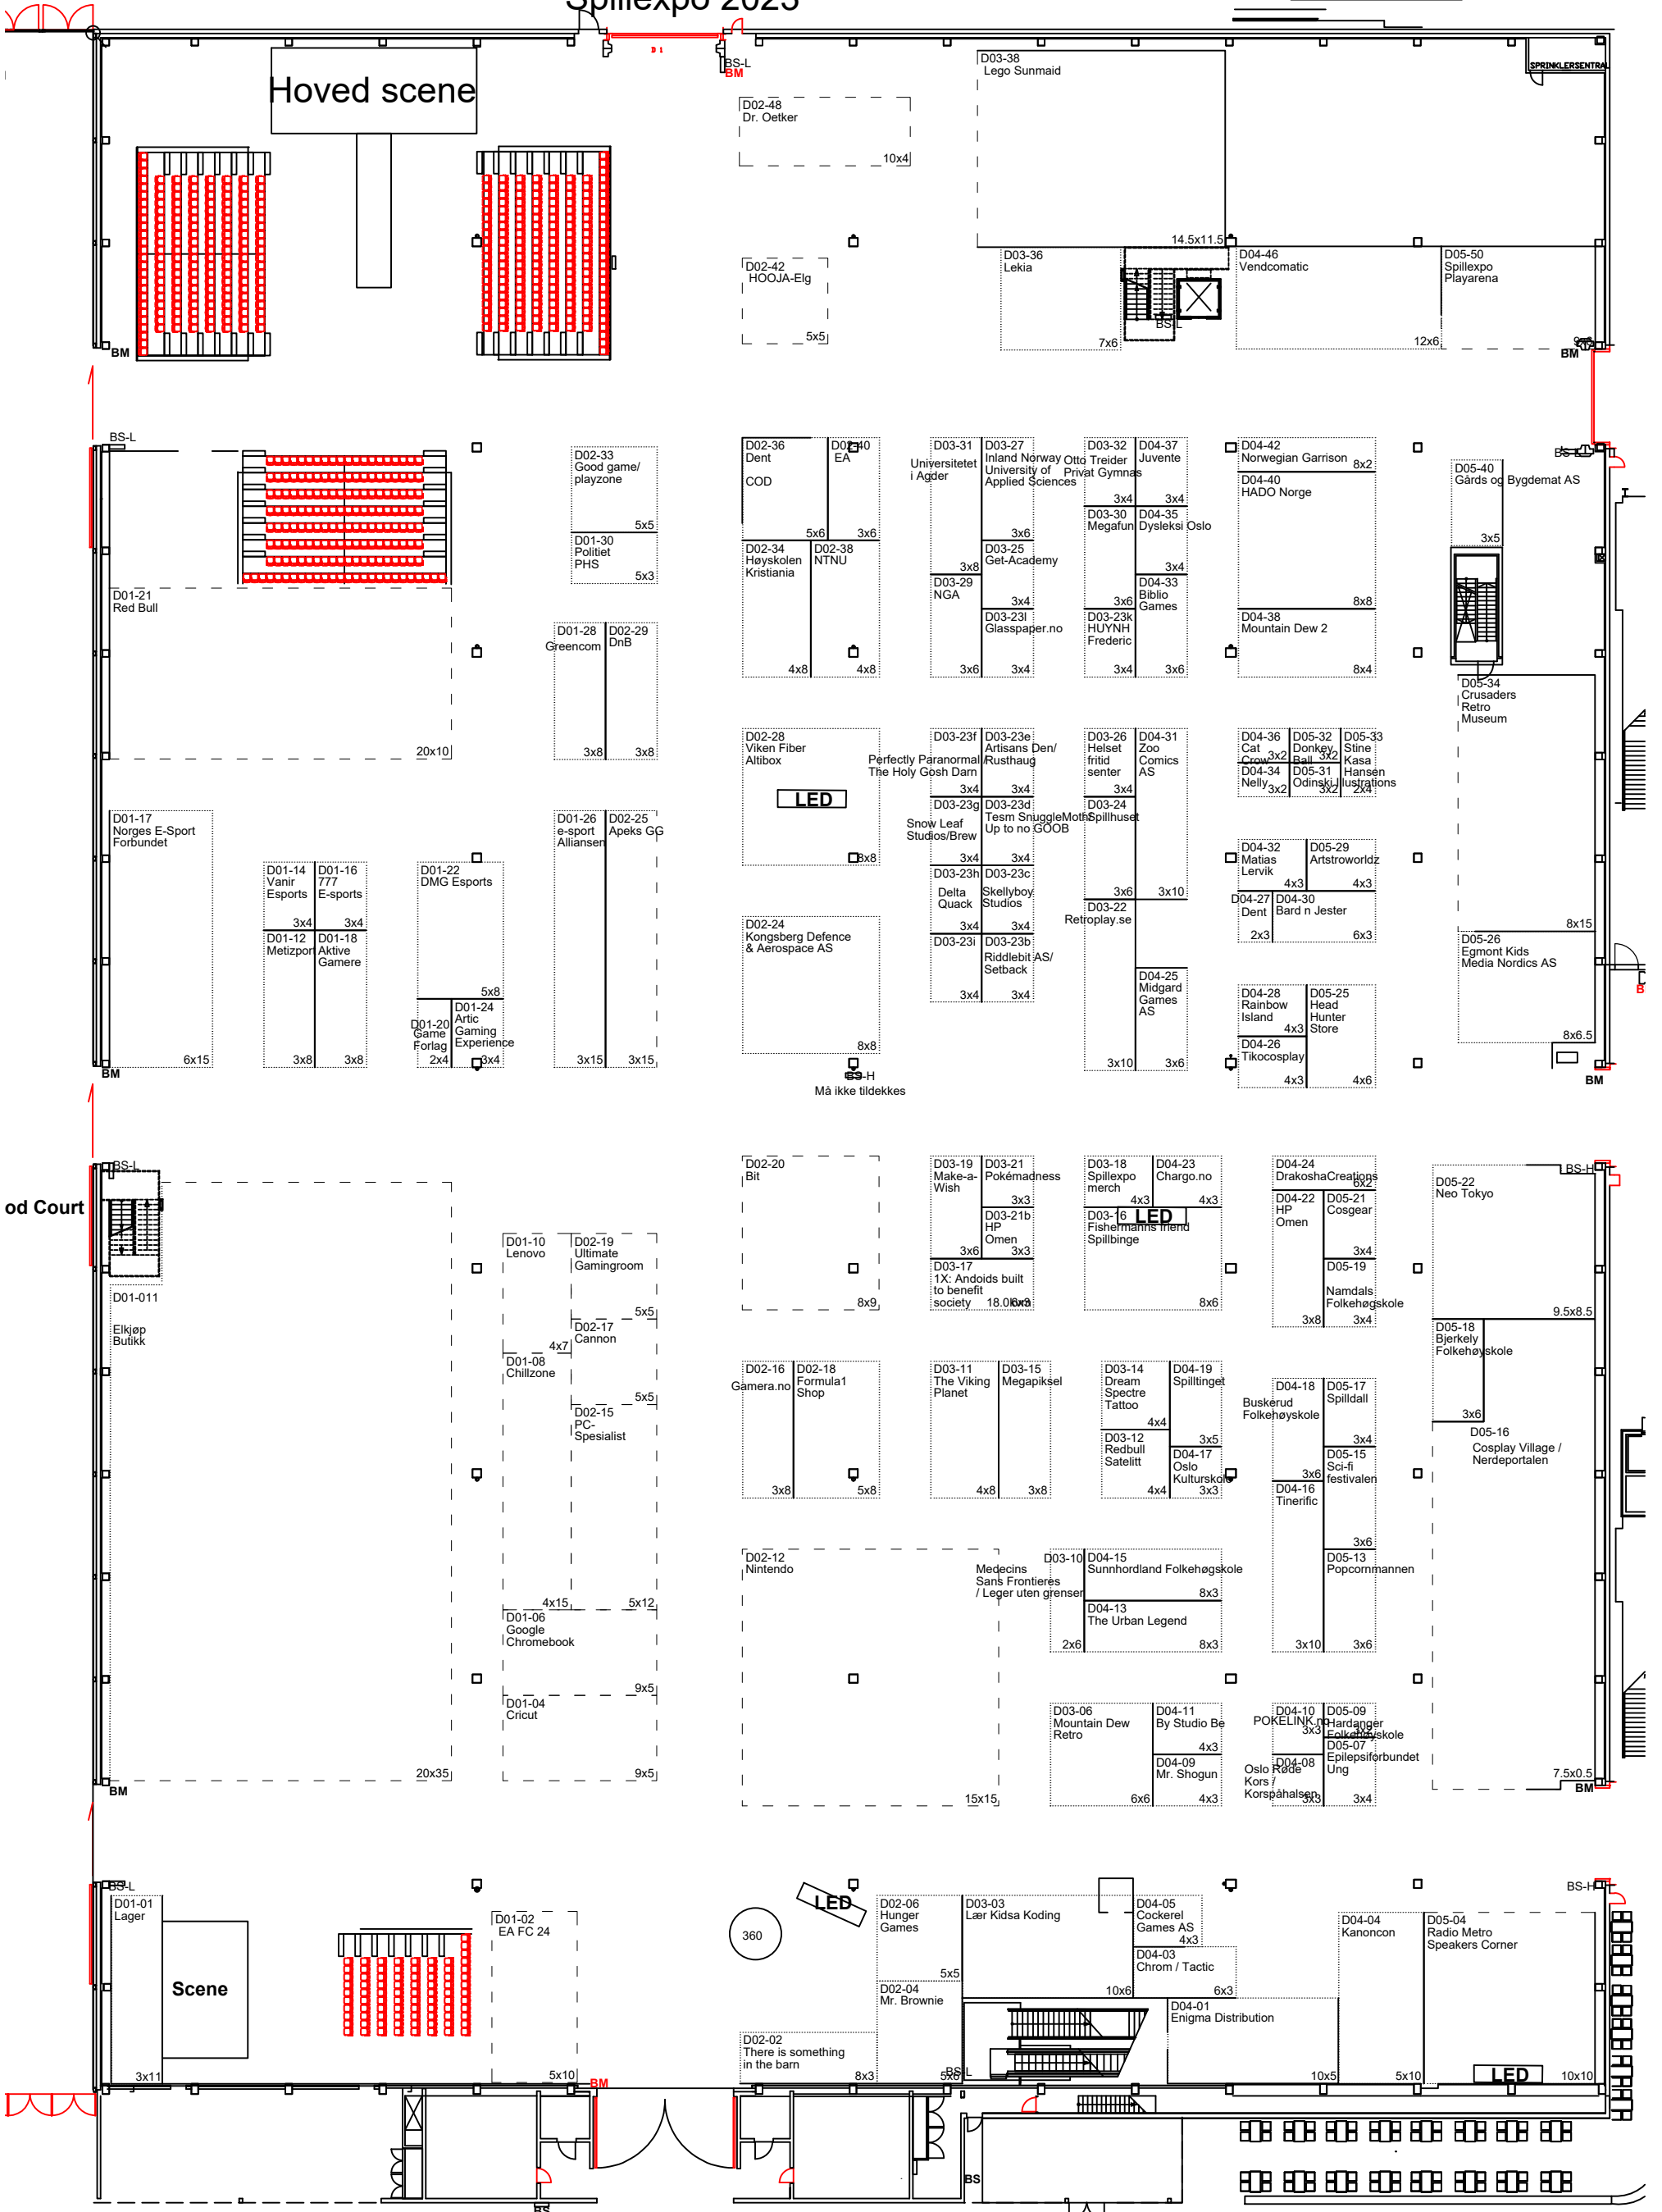 Spillexpo 2023
D 1
BS-L
BM
Hoved scene
D02-48
Dr. Oetker
10x4
D03-38
Lego Sunmaid
14.5x11.5
SPRINKLERSENTRAL
D02-42
HOOJA-Elg
5x5
D03-36
Lekia
7x6
BS-L
D04-46
Vendcomatic
12x6
D05-50
Spillexpo
Playarena
BM
BM
BS-L
D02-33
Good game/
playzone
5x5
D01-30
Politiet
PHS
5x3
D02-36
Dent
COD
5x6
D02-40
EA
3x6
D02-34
Høyskolen
Kristiania
4x8
D02-38
NTNU
4x8
D03-31
Universitetet
i Agder
3x8
D03-27
Inland Norway
University of
Applied Sciences
3x6
D03-25
Get-Academy
3x4
D03-29
NGA
3x6
D03-23l
Glasspaper.no
3x4
D03-32
Otto Treider
Privat Gymnas
3x4
D04-37
Juvente
3x4
D03-30
Megafun
3x6
D04-35
Dysleksi Oslo
3x4
D04-33
Biblio
Games
3x6
D03-23k
HUYNH
Frederic
3x4
D04-42
Norwegian Garrison
8x2
D04-40
HADO Norge
8x8
D04-38
Mountain Dew 2
8x4
D05-40
Gårds og Bygdemat AS
3x5
BS-L
D01-21
Red Bull
20x10
D01-28
Greencom
3x8
D02-29
DnB
3x8
D05-34
Crusaders
Retro
Museum
8x15
D02-28
Viken Fiber
Altibox
LED
8x8
D03-23f
Perfectly Paranormal /
The Holy Gosh Darn
3x4
D03-23e
Artisans Den/
Rusthaug
3x4
D03-23g
Snow Leaf
Studios/Brew
3x4
D03-23d
Tesm SnuggleMoth/
Up to no GOOB
3x4
D03-23h
Delta
Quack
3x4
D03-23c
Skellyboy
Studios
3x4
D03-23i
3x4
D03-23b
Riddlebit AS/
Setback
3x4
D03-26
Helset
fritid
senter
3x4
D04-31
Zoo
Comics
AS
3x10
D03-24
Spillhuset
3x6
D03-22
Retroplay.se
3x10
D04-25
Midgard
Games
AS
3x6
D04-36
Cat
Crow
3x2
D05-32
Donkey
Ball
3x2
D05-33
Stine
Kasa
Hansen
Illustrations
2x4
D04-34
Nelly
3x2
D05-31
Odinski
3x2
D04-32
Matias
Lervik
4x3
D05-29
Artstroworldz
4x3
D04-27
Dent
2x3
D04-30
Bard n Jester
6x3
D04-28
Rainbow
Island
4x3
D05-25
Head
Hunter
Store
4x6
D04-26
Tikocosplay
4x3
D05-26
Egmont Kids
Media Nordics AS
8x6.5
D01-17
Norges E-Sport
Forbundet
6x15
D01-14
Vanir
Esports
3x4
D01-16
777
E-sports
3x4
D01-12
Metizport
3x8
D01-18
Aktive
Gamere
3x8
D01-22
DMG Esports
5x8
D01-20
Game
Forlag
2x4
D01-24
Artic
Gaming
Experience
3x4
D01-26
e-sport
Alliansen
3x15
D02-25
Apeks GG
3x15
D02-24
Kongsberg Defence
& Aerospace AS
8x8
BS-H
Må ikke tildekkes
BM
BM
B
BS-L
od Court
D01-011
Elkjøp
Butikk
20x35
D01-10
Lenovo
4x7
D02-19
Ultimate
Gamingroom
5x5
D02-17
Cannon
5x5
D01-08
Chillzone
4x15
D02-15
PC-
Spesialist
5x12
D01-06
Google
Chromebook
9x5
D01-04
Cricut
9x5
D02-20
Bit
8x9
D03-19
Make-a-
Wish
3x6
D03-21
Pokémadness
3x3
D03-21b
HP
Omen
3x3
D03-17
1X: Andoids built
to benefit
society
6x3
D03-18
Spillexpo
merch
4x3
D04-23
Chargo.no
4x3
D03-16
LED
Fishermanns friend
Spillbinge
8x6
D04-24
DrakoshaCreations
6x2
D04-22
HP
Omen
3x8
D05-21
Cosgear
3x4
D05-19
Namdals
Folkehøgskole
3x4
D05-22
Neo Tokyo
9.5x8.5
BS-H
D05-18
Bjerkely
Folkehøyskole
3x6
D05-16
Cosplay Village /
Nerdeportalen
7.5x0.5
D02-16
Gamera.no
3x8
D02-18
Formula1
Shop
5x8
D03-11
The Viking
Planet
4x8
D03-15
Megapiksel
3x8
D03-14
Dream
Spectre
Tattoo
4x4
D04-19
Spilltinget
3x5
D03-12
Redbull
Satelitt
4x4
D04-17
Oslo
Kulturskole
3x3
D04-18
Buskerud
Folkehøyskole
3x6
D05-17
Spilldall
3x4
D05-15
Sci-fi
festivalen
3x6
D04-16
Tinerific
3x10
D05-13
Popcornmannen
3x6
D02-12
Nintendo
15x15
D03-10
Medecins
Sans Frontieres
/ Leger uten grenser
2x6
D04-15
Sunnhordland Folkehøgskole
8x3
D04-13
The Urban Legend
8x3
D03-06
Mountain Dew
Retro
6x6
D04-11
By Studio Be
4x3
D04-09
Mr. Shogun
4x3
D04-10
POKELINK.no
3x3
D05-09
Hardanger
Folkehøyskole
3x2
D04-08
Oslo Røde
Kors /
Korspåhalsen
3x3
D05-07
Epilepsiforbundet
Ung
3x4
BM
BM
BS-L
D01-01
Lager
3x11
Scene
D01-02
EA FC 24
5x10
360
LED
D02-06
Hunger
Games
5x5
D02-04
Mr. Brownie
5x6
D02-02
There is something
in the barn
8x3
D03-03
Lær Kidsa Koding
10x6
D04-05
Cockerel
Games AS
4x3
D04-03
Chrom / Tactic
6x3
D04-01
Enigma Distribution
10x5
D04-04
Kanoncon
5x10
D05-04
Radio Metro
Speakers Corner
LED
10x10
BS-H
BM
BS-L
BS
BS